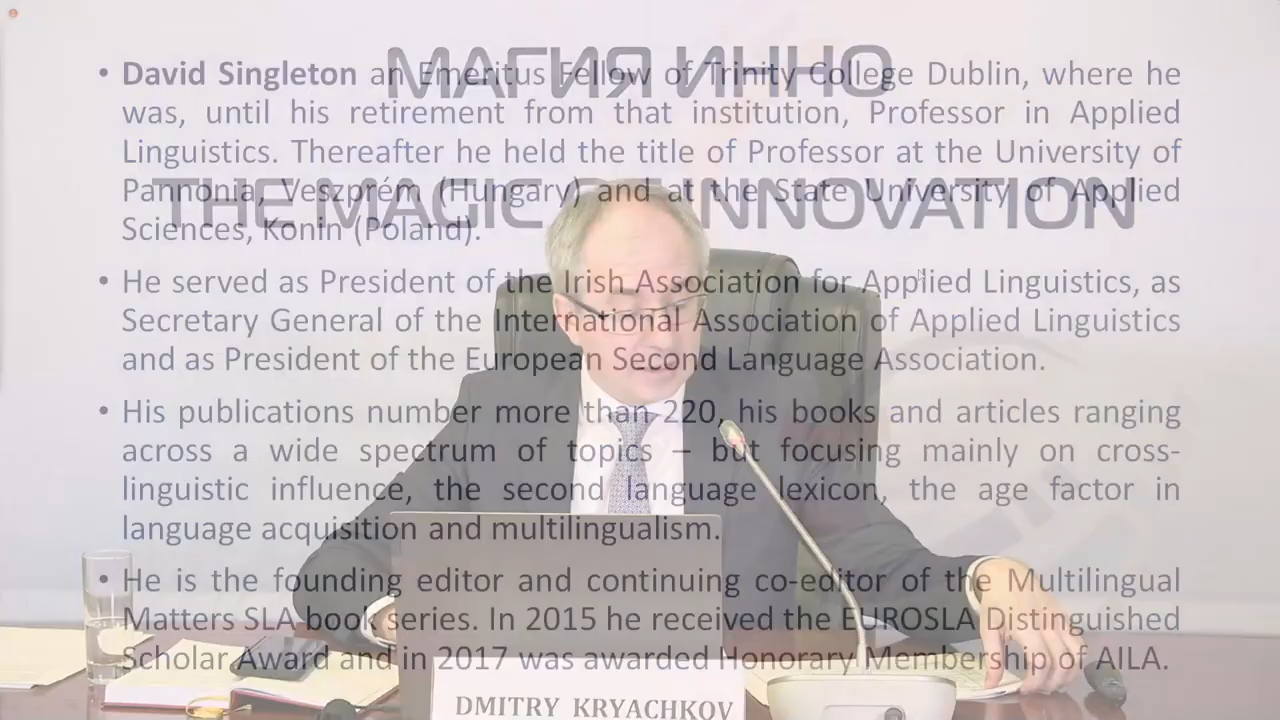 МАГИЯ ИННО
THE MAGIC OF INNOVATION
• David Singleton an Emeritus Fellow of Trinity College Dublin, where he
was, until his retirement from that institution, Professor in Applied
Linguistics. Thereafter he held the title of Professor at the University of
Pannonia, Veszprém (Hungary) and at the State University of Applied
Sciences, Konin (Poland).
• He served as President of the Irish Association for Applied Linguistics, as
Secretary General of the International Association of Applied Linguistics
and as President of the European Second Language Association.
• His publications number more than 220, his books and articles ranging
across a wide spectrum of topics – but focusing mainly on cross-
linguistic influence, the second language lexicon, the age factor in
language acquisition and multilingualism.
• He is the founding editor and continuing co-editor of the Multilingual
Matters SLA book series. In 2015 he received the EUROSLA Distinguished
Scholar Award and in 2017 was awarded Honorary Membership of AILA.
DMITRY KRYACHKOV